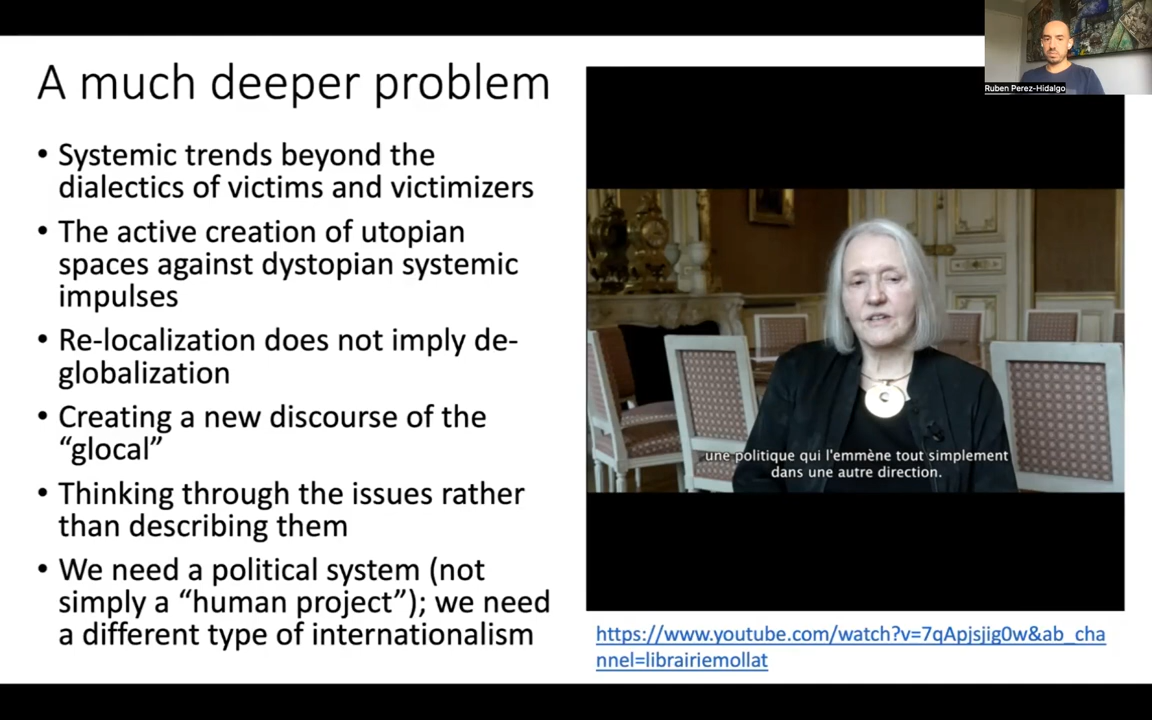 A much deeper problem
• Systemic trends beyond the
dialectics of victims and victimizers
• The active creation of utopian
spaces against dystopian systemic
impulses
• Re-localization does not imply de-
globalization
• Creating a new discourse of the
“glocal”
• Thinking through the issues rather
than describing them
• We need a political system (not
simply a “human project”); we need
a different type of internationalism
Ruben Perez-Hidalgo
une politique qui l'emmène tout simplement
dans une autre direction.
https://www.youtube.com/watch?v=7qApjsjig0w&ab_cha
nnel=librairiemollat